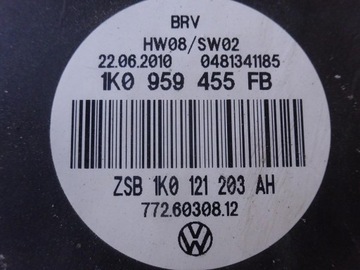 BRV
HW08/SW02
22.06.2010 0481341185
1K0 959 455 FB
ZSB 1K0 121 203 AH
772.60308.12